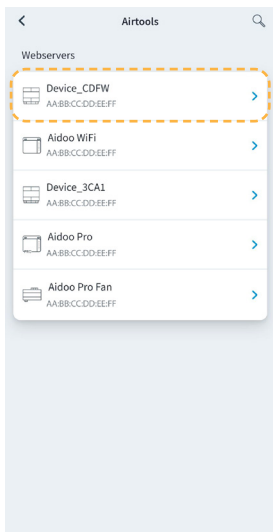 Airtools
Webservers
Device_CDFW
AA:BB:CC:DD:EE:FF
Aidoo WiFi
AA:BB:CC:DD:EE:FF
Device_3CA1
AA:BB:CC:DD:EE:FF
Aidoo Pro
AA:BB:CC:DD:EE:FF
Aidoo Pro Fan
AA:BB:CC:DD:EE:FF